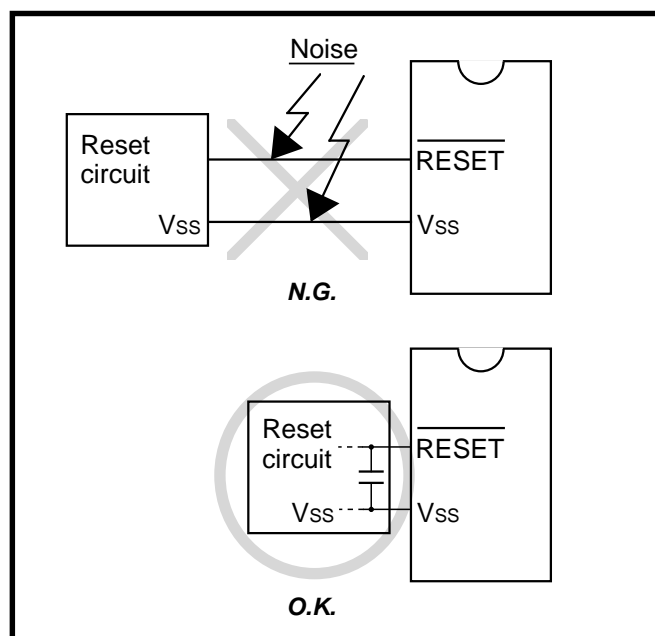 Noise
Reset
circuit
RESET
Vss
Vss
N.G.
Reset
circuit
RESET
Vss
Vss
O.K.